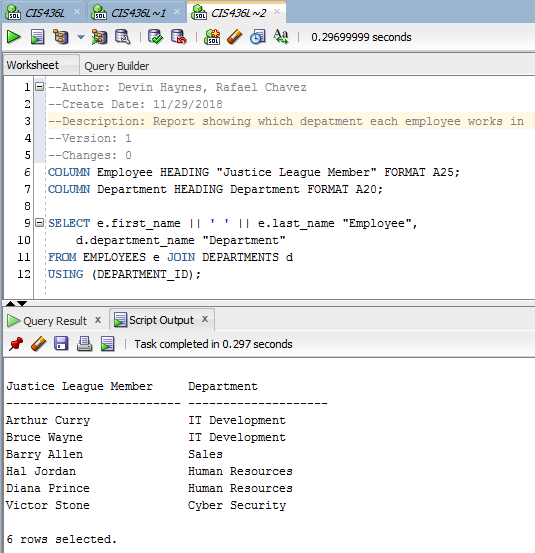 CIS436L CIS436L~1 CIS436L~2
SQL SQL SQL
0.29699999 seconds
Worksheet Query Builder
1 --Author: Devin Haynes, Rafael Chavez
2 --Create Date: 11/29/2018
3 --Description: Report showing which depatment each employee works in
4 --Version: 1
5 --Changes: 0
6 COLUMN Employee HEADING "Justice League Member" FORMAT A25;
7 COLUMN Department HEADING Department FORMAT A20;
8
9 SELECT e.first_name || ' ' || e.last_name "Employee",
10 d.department_name "Department"
11 FROM EMPLOYEES e JOIN DEPARTMENTS d
12 USING (DEPARTMENT_ID);
Query Result x Script Output x
Task completed in 0.297 seconds
Justice League Member Department
------------------------- --------------------
Arthur Curry IT Development
Bruce Wayne IT Development
Barry Allen Sales
Hal Jordan Human Resources
Diana Prince Human Resources
Victor Stone Cyber Security
6 rows selected.